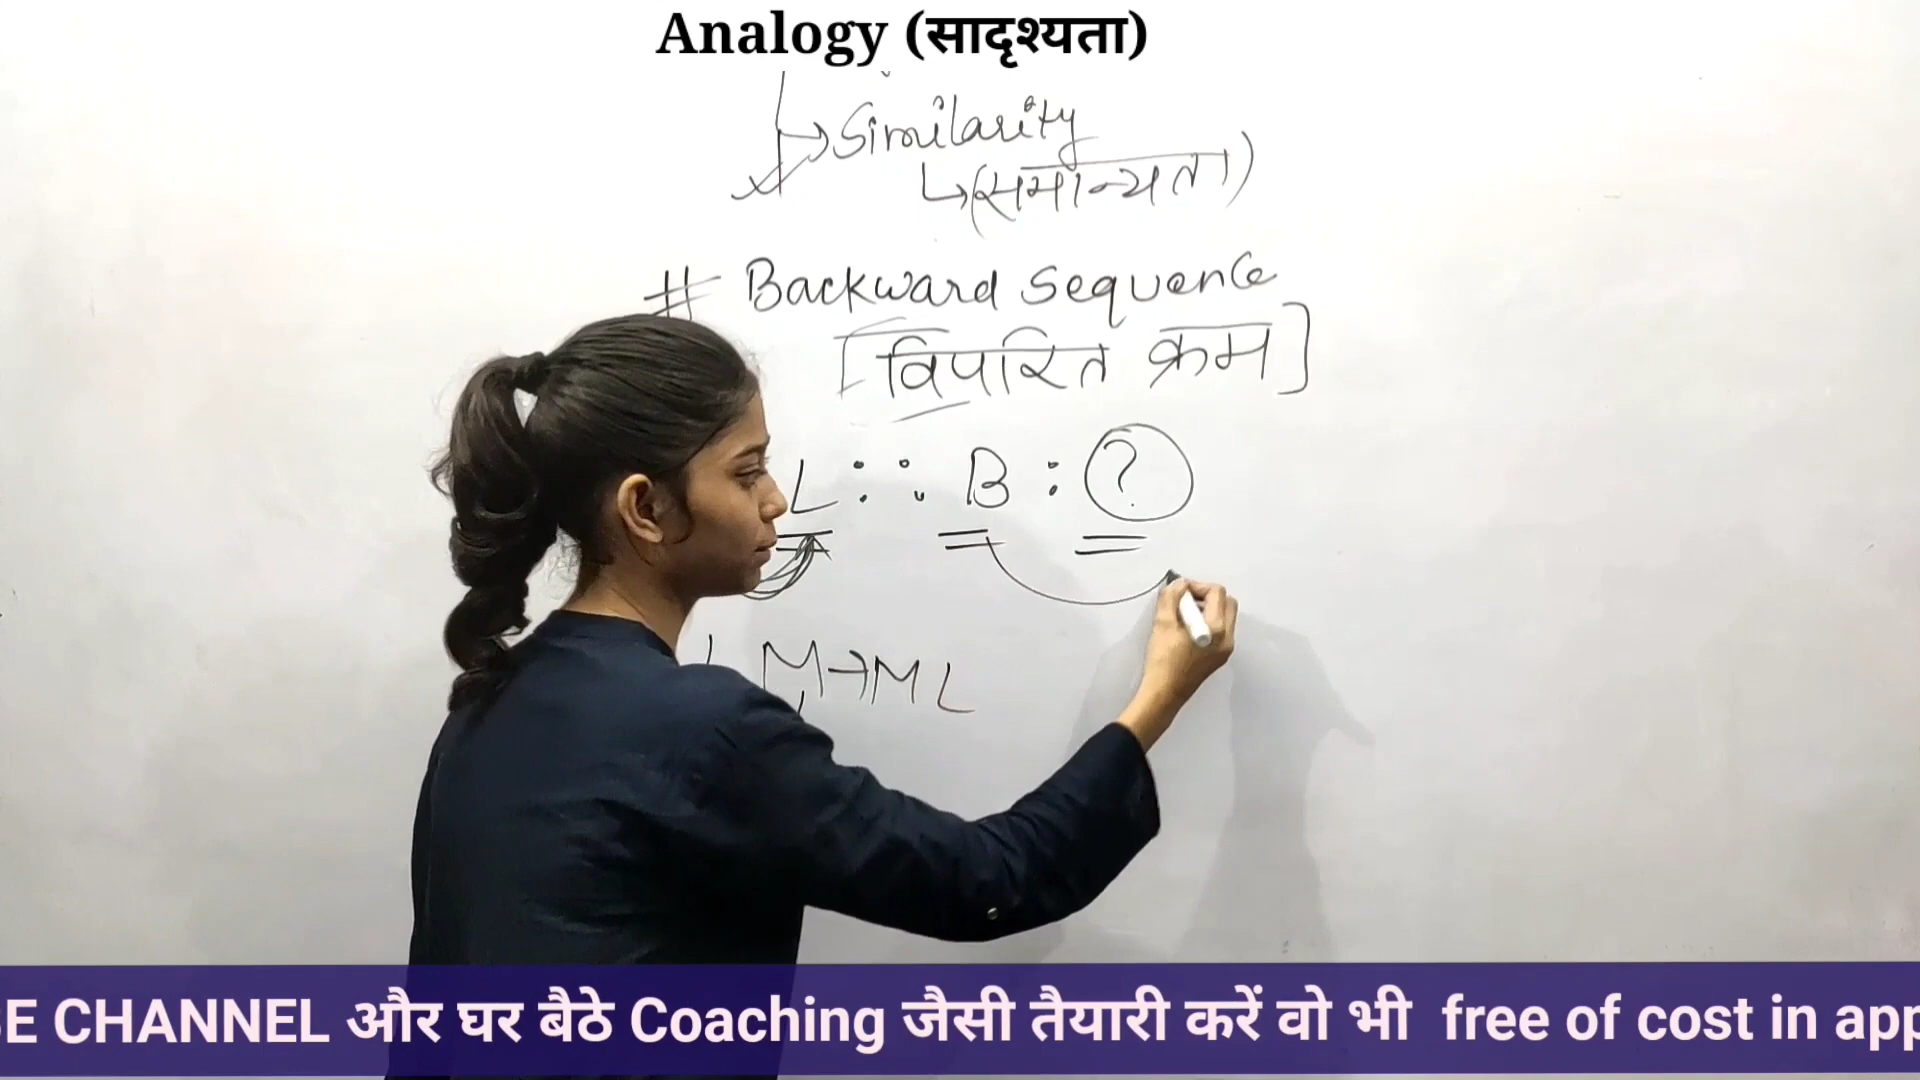 Analogy (सादृश्यता)
Similarity
(समान्यता)
# Backward Sequence
[विपरित क्रम]
L :: B : ?
M → ML
E CHANNEL और घर बैठे Coaching जैसी तैयारी करें वो भी free of cost in app